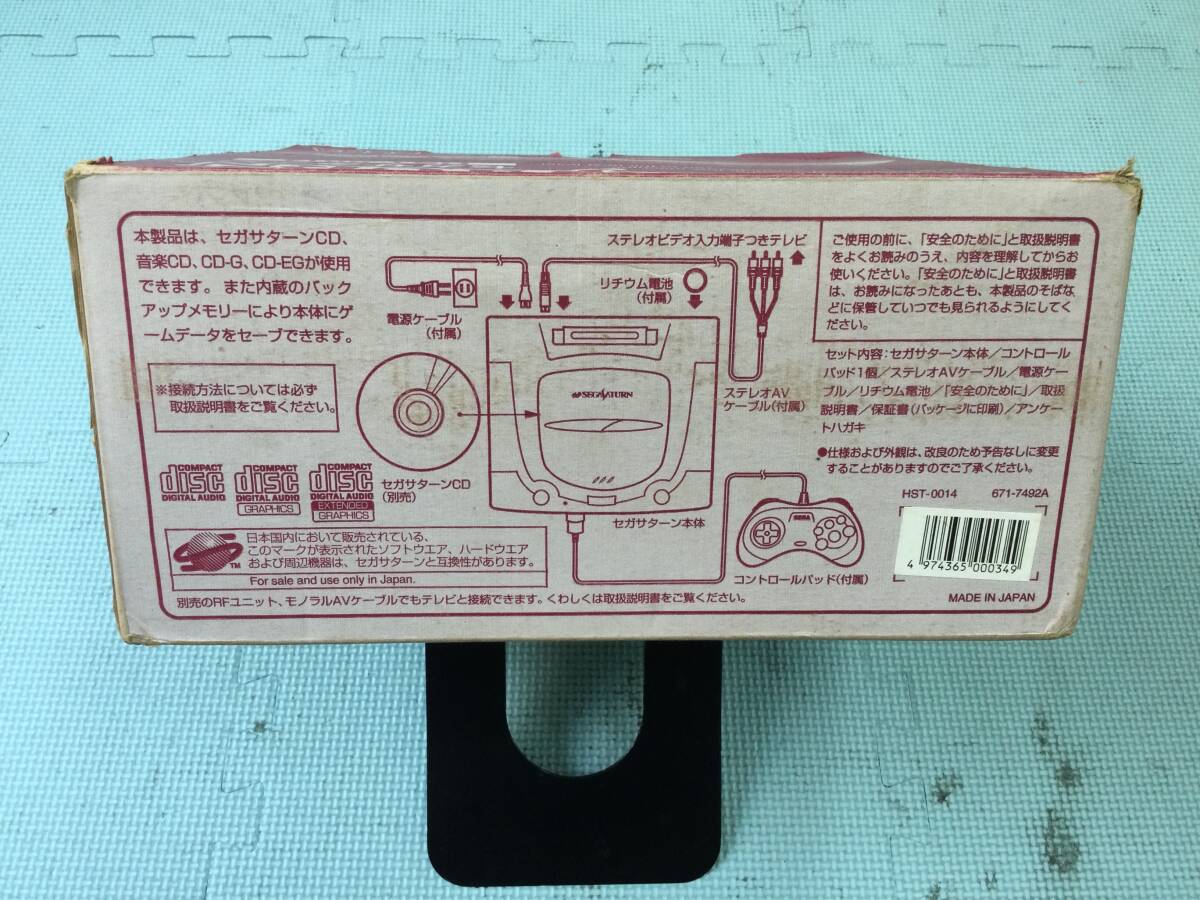 本製品は、セガサターンCD、
音楽CD、CD-G、CD-EGが使用
できます。また内蔵のバック
アップメモリーにより本体にゲ
ームデータをセーブできます。
※接続方法については必ず
取扱説明書をご覧ください。
電源ケーブル
(付属)
ステレオビデオ入力端子つきテレビ
リチウム電池
(付属)
ステレオAV
ケーブル(付属)
SEGA SATURN
セガサターンCD
(別売)
セガサターン本体
SEGA
コントロールパッド(付属)
COMPACT
disc
DIGITAL AUDIO
COMPACT
disc
DIGITAL AUDIO
GRAPHICS
COMPACT
disc
DIGITAL AUDIO
EXTENDED
GRAPHICS
TM
日本国内において販売されている、
このマークが表示されたソフトウエア、ハードウエア
および周辺機器は、セガサターンと互換性があります。
For sale and use only in Japan.
別売のRFユニット、モノラルAVケーブルでもテレビと接続できます。くわしくは取扱説明書をご覧ください。
ご使用の前に、「安全のために」と取扱説明書
をよくお読みのうえ、内容を理解してからお
使いください。「安全のために」と取扱説明書
は、お読みになったあとも、本製品のそばな
どに保管していつでも見られるようにしてく
ださい。
セット内容:セガサターン本体/コントロール
パッド1個/ステレオAVケーブル/電源ケー
ブル/リチウム電池/「安全のために」/取扱
説明書/保証書(パッケージに印刷)/アンケー
トハガキ
●仕様および外観は、改良のため予告なしに変更
することがありますのでご了承ください。
HST-0014 671-7492A
4 974365 000349
MADE IN JAPAN